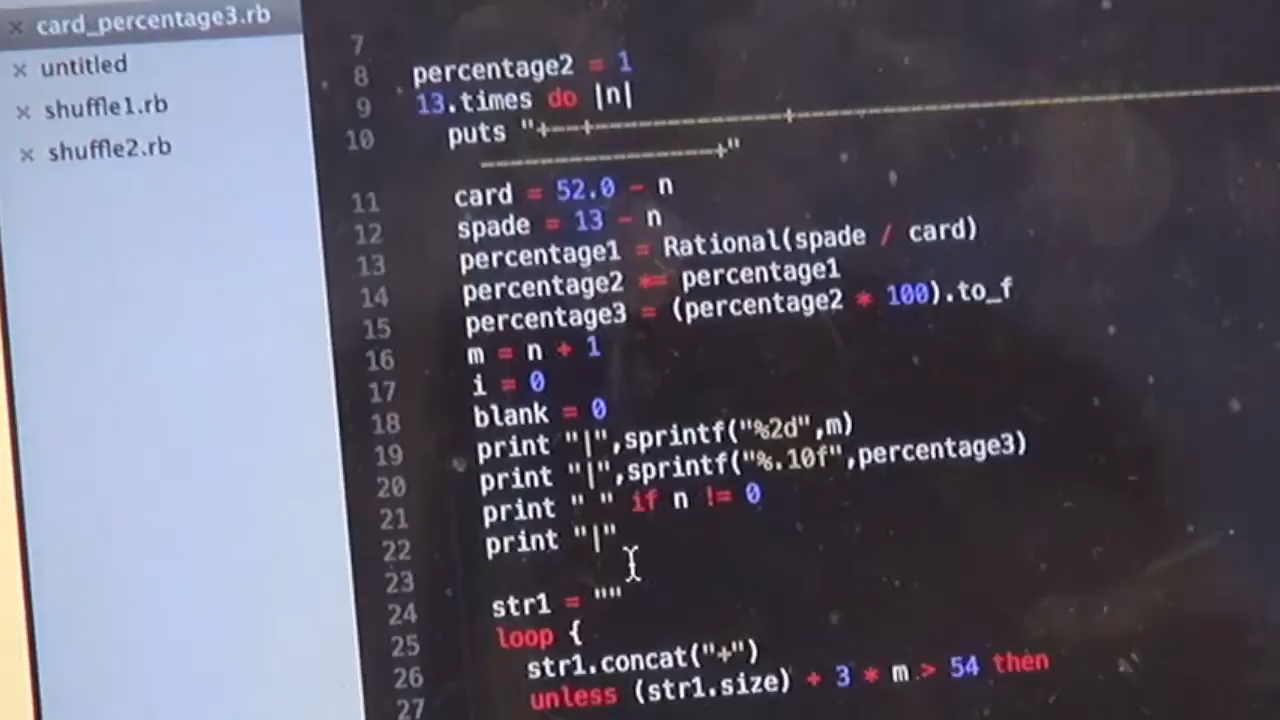 card_percentage3.rb
untitled
shuffle1.rb
shuffle2.rb
7
8 percentage2 = 1
9 13.times do |n|
10 puts "+--+--------------------+------------------------------------------------
--------------------+"
11 card = 52.0 - n
12 spade = 13 - n
13 percentage1 = Rational(spade / card)
14 percentage2 *= percentage1
15 percentage3 = (percentage2 * 100).to_f
16 m = n + 1
17 i = 0
18 blank = 0
19 print "|",sprintf("%2d",m)
20 print "|",sprintf("%.10f",percentage3)
21 print " " if n != 0
22 print "|"
23
24 str1 = ""
25 loop {
26 str1.concat("+")
27 unless (str1.size) + 3 * m > 54 then